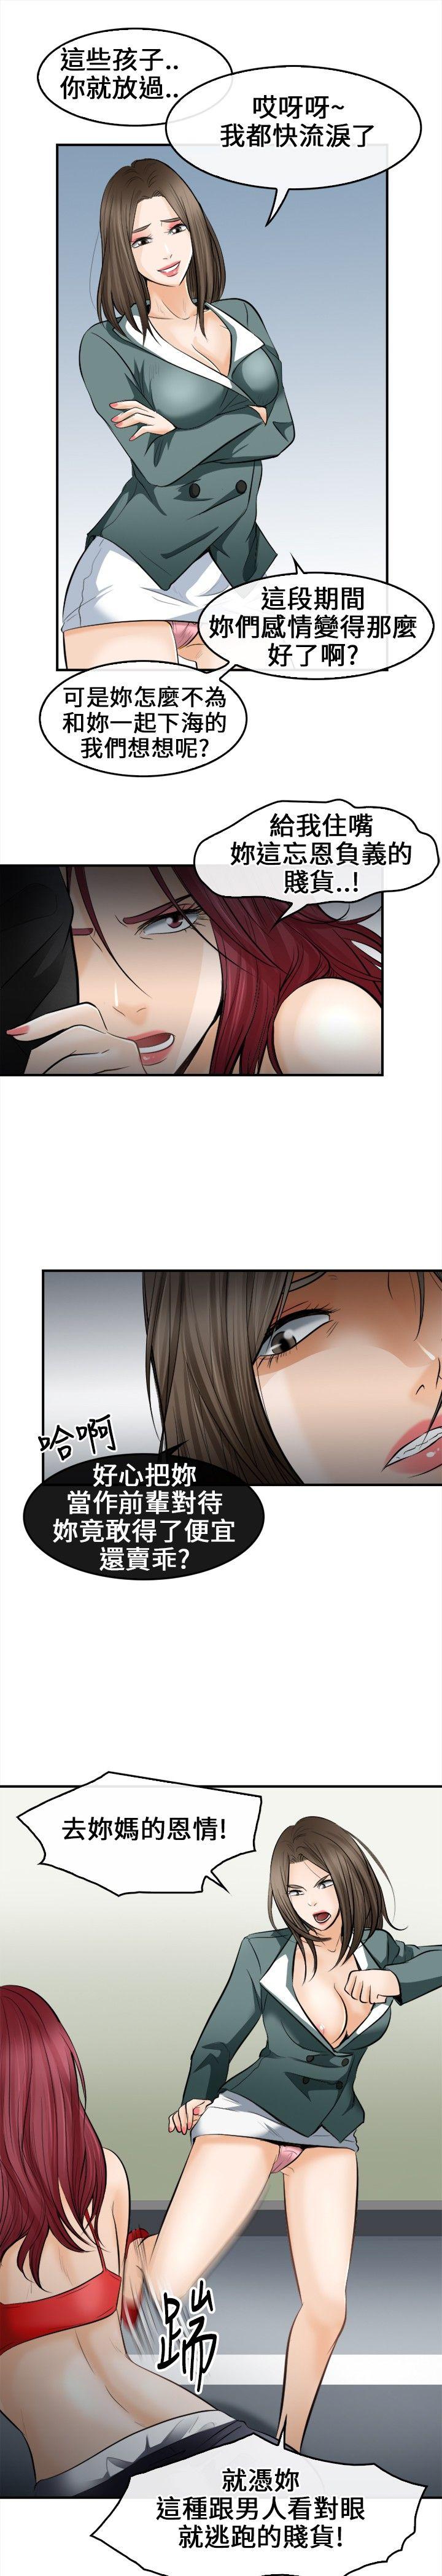 這些孩子..
你就放過..
哎呀呀~
我都快流淚了
這段期間
妳們感情變得那麼
好了啊?
可是妳怎麼不為
和妳一起下海的
我們想想呢?
給我住嘴
妳這忘恩負義的
賤貨..!
哈啊
好心把妳
當作前輩對待
妳竟敢得了便宜
還賣乖?
去妳媽的恩情!
踹
就憑妳
這種跟男人看對眼
就逃跑的賤貨!